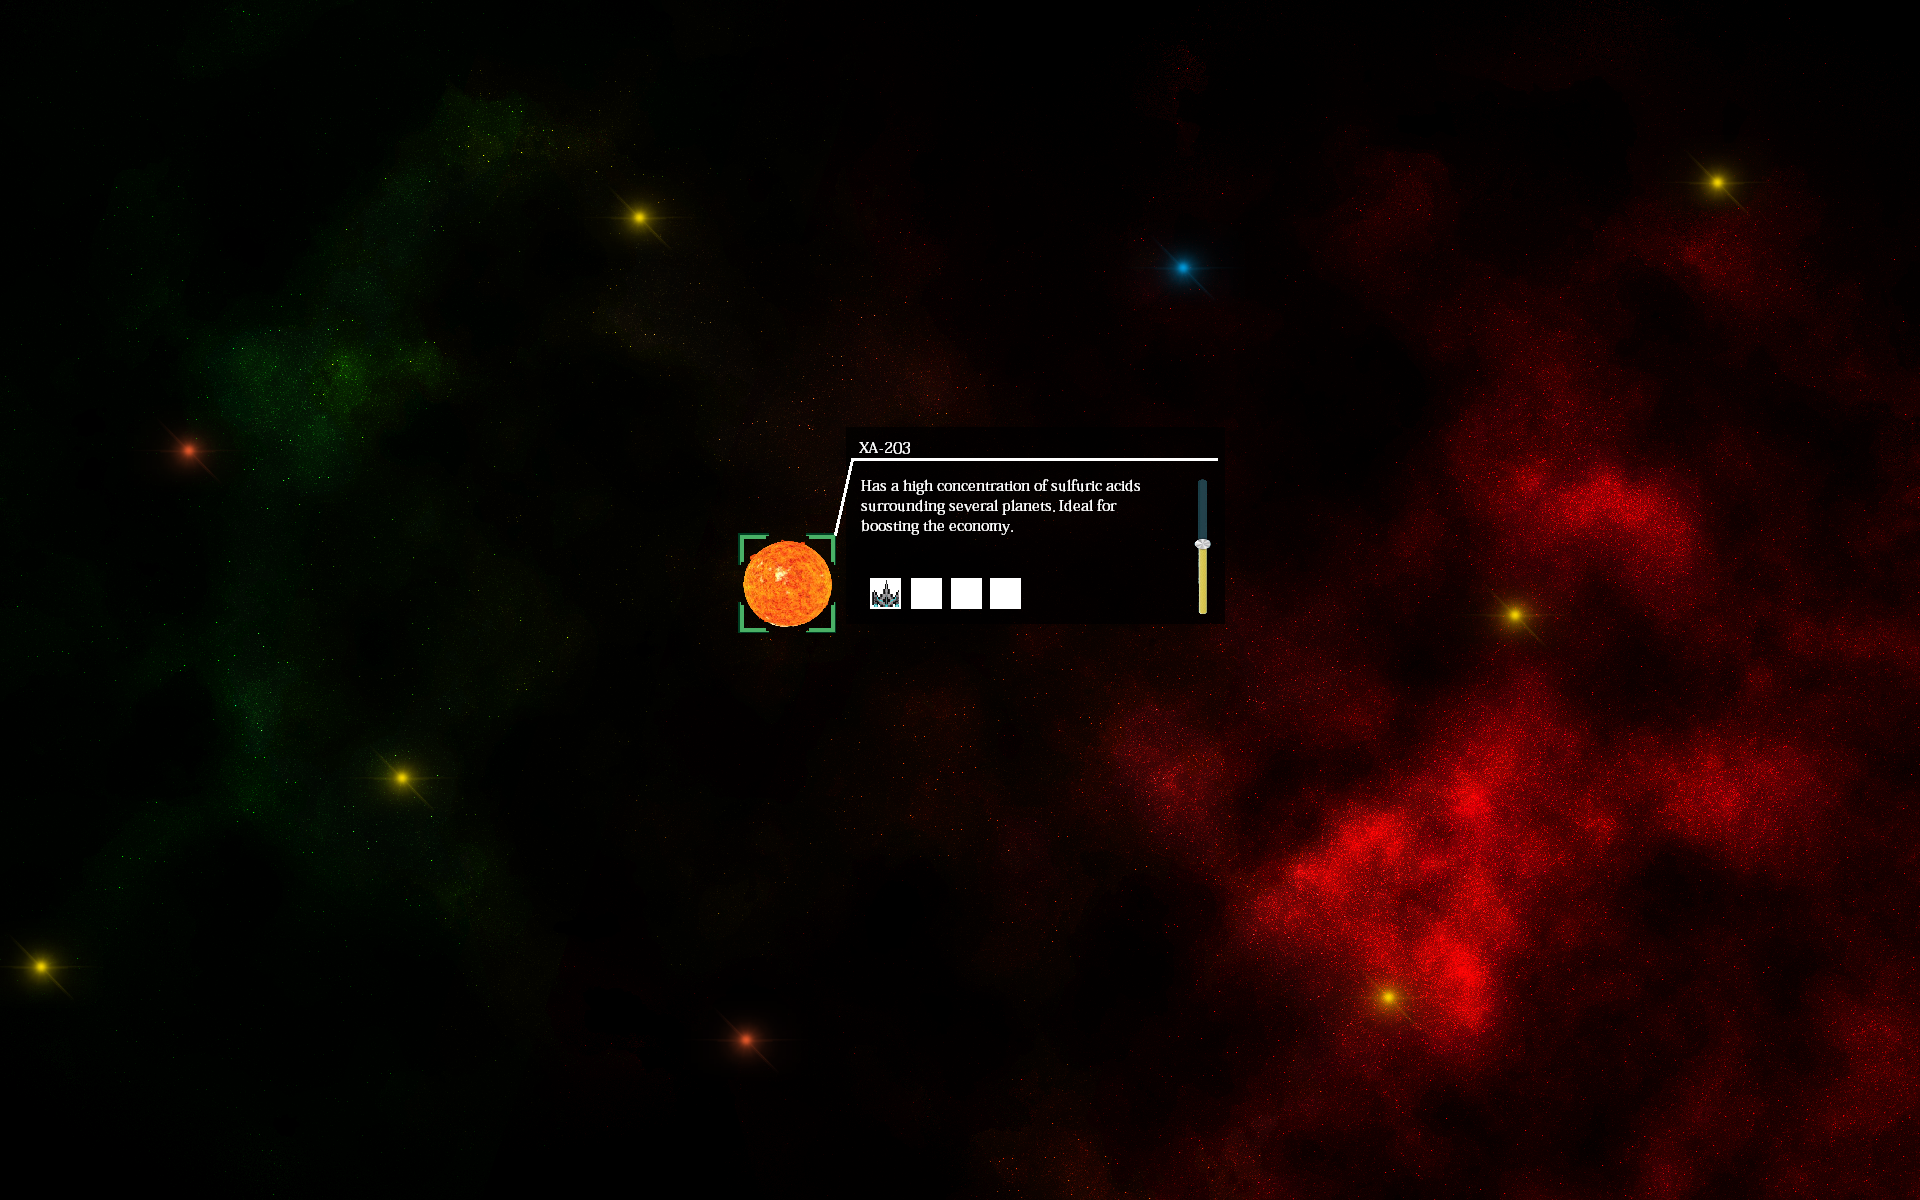 XA-203
Has a high concentration of sulfuric acids
surrounding several planets. Ideal for
boosting the economy.